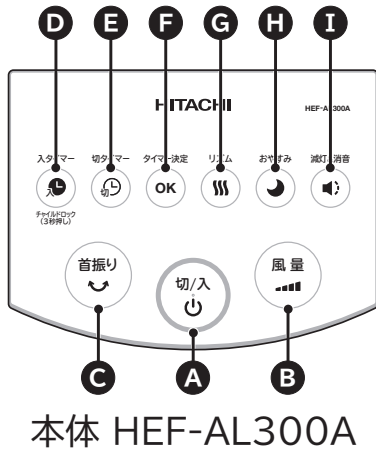 D E F G H I
HITACHI
HEF-AL300A
入タイマー 切タイマー タイマー決定 リズム おやすみ 減灯/消音
入 切 OK
チャイルドロック
(3秒押し)
首振り 切/入 風量
C A B
本体 HEF-AL300A